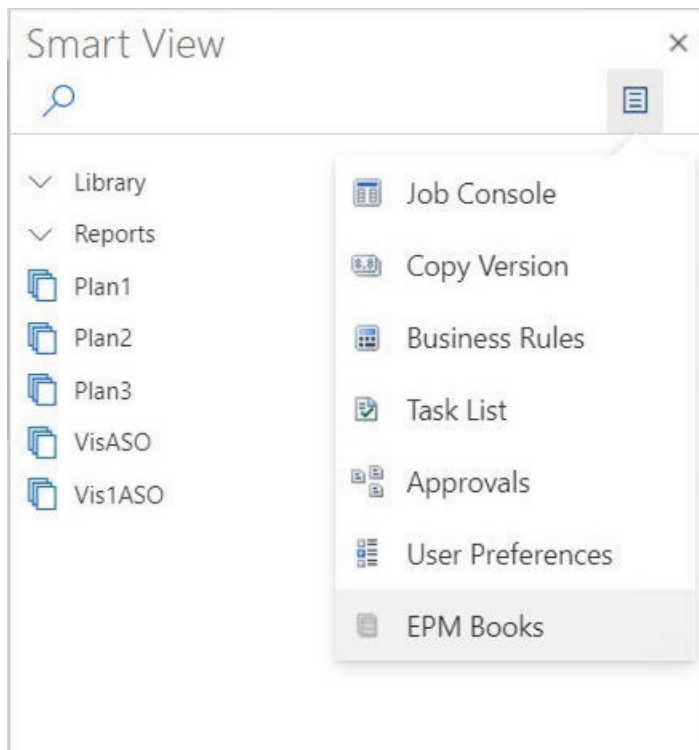 Smart View
Library
Reports
Plan1
Plan2
Plan3
VisASO
Vis1ASO
Job Console
Copy Version
Business Rules
Task List
Approvals
User Preferences
EPM Books